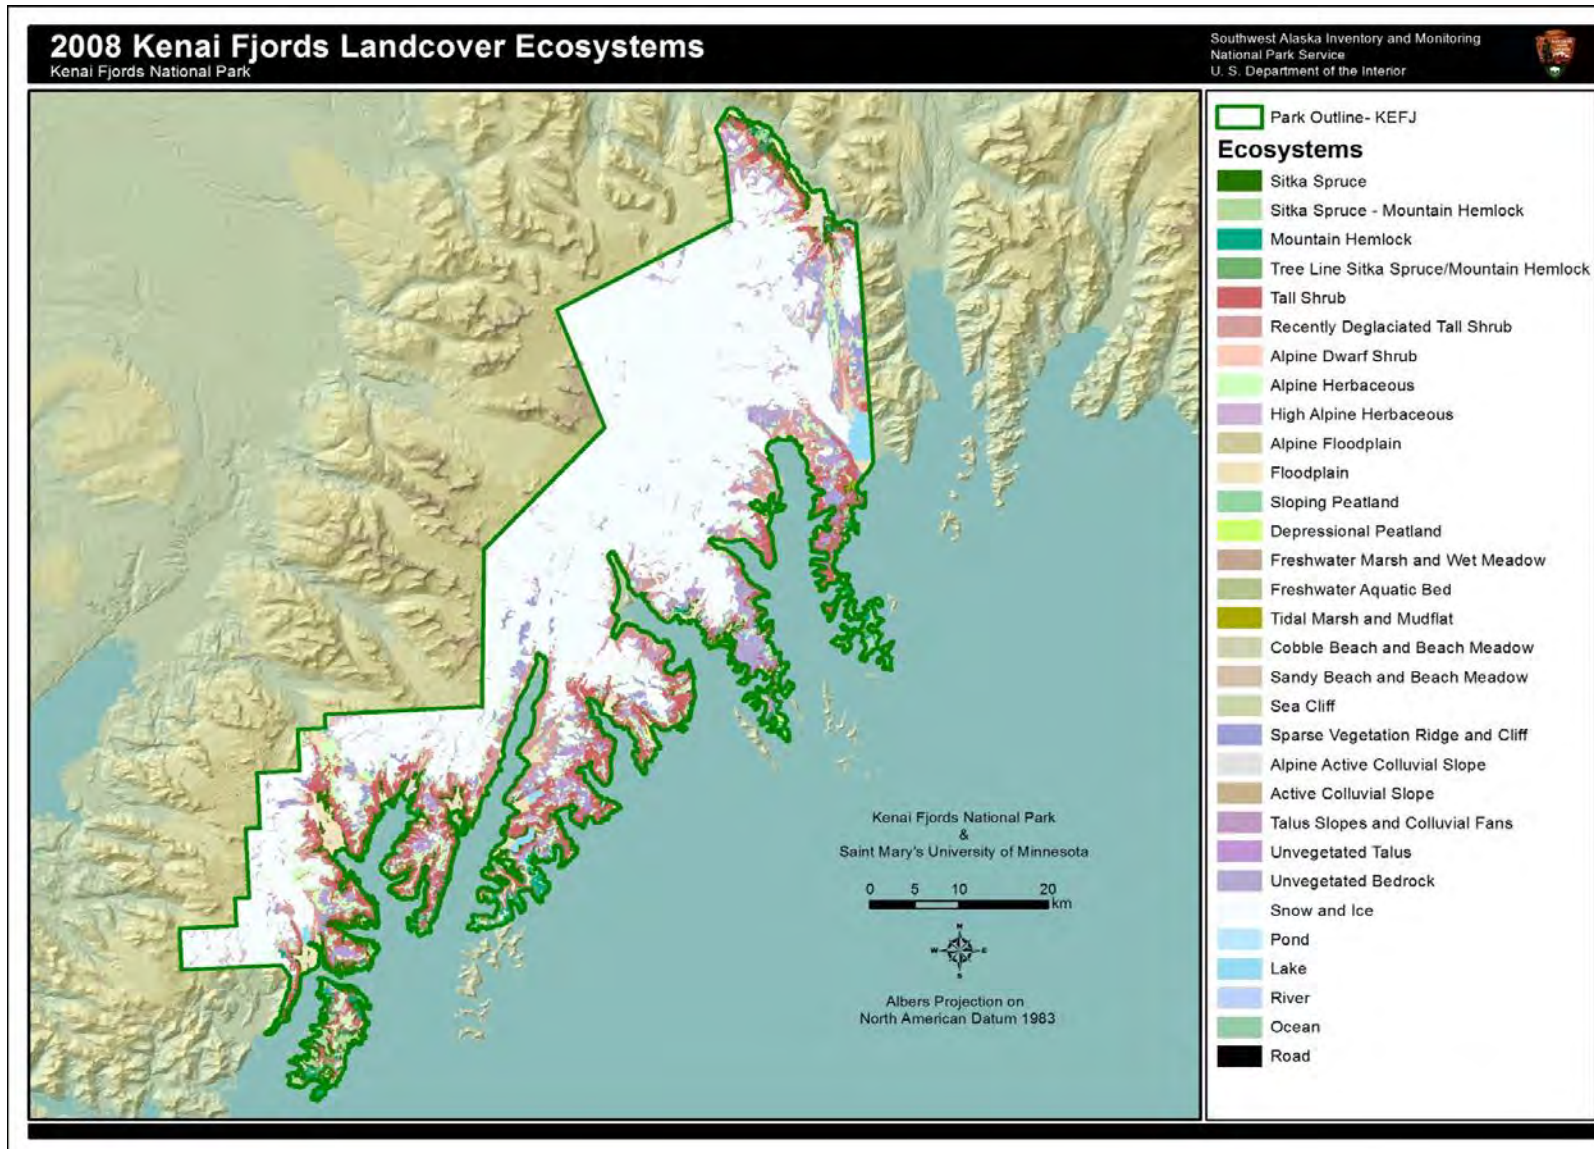 2008 Kenai Fjords Landcover Ecosystems
Kenai Fjords National Park
Southwest Alaska Inventory and Monitoring
National Park Service
U. S. Department of the Interior
Park Outline- KEFJ
Ecosystems
Sitka Spruce
Sitka Spruce - Mountain Hemlock
Mountain Hemlock
Tree Line Sitka Spruce/Mountain Hemlock
Tall Shrub
Recently Deglaciated Tall Shrub
Alpine Dwarf Shrub
Alpine Herbaceous
High Alpine Herbaceous
Alpine Floodplain
Floodplain
Sloping Peatland
Depressional Peatland
Freshwater Marsh and Wet Meadow
Freshwater Aquatic Bed
Tidal Marsh and Mudflat
Cobble Beach and Beach Meadow
Sandy Beach and Beach Meadow
Sea Cliff
Sparse Vegetation Ridge and Cliff
Alpine Active Colluvial Slope
Active Colluvial Slope
Talus Slopes and Colluvial Fans
Unvegetated Talus
Unvegetated Bedrock
Snow and Ice
Pond
Lake
River
Ocean
Road
Kenai Fjords National Park
&
Saint Mary's University of Minnesota
0 5 10 20
km
N
W E
S
Albers Projection on
North American Datum 1983